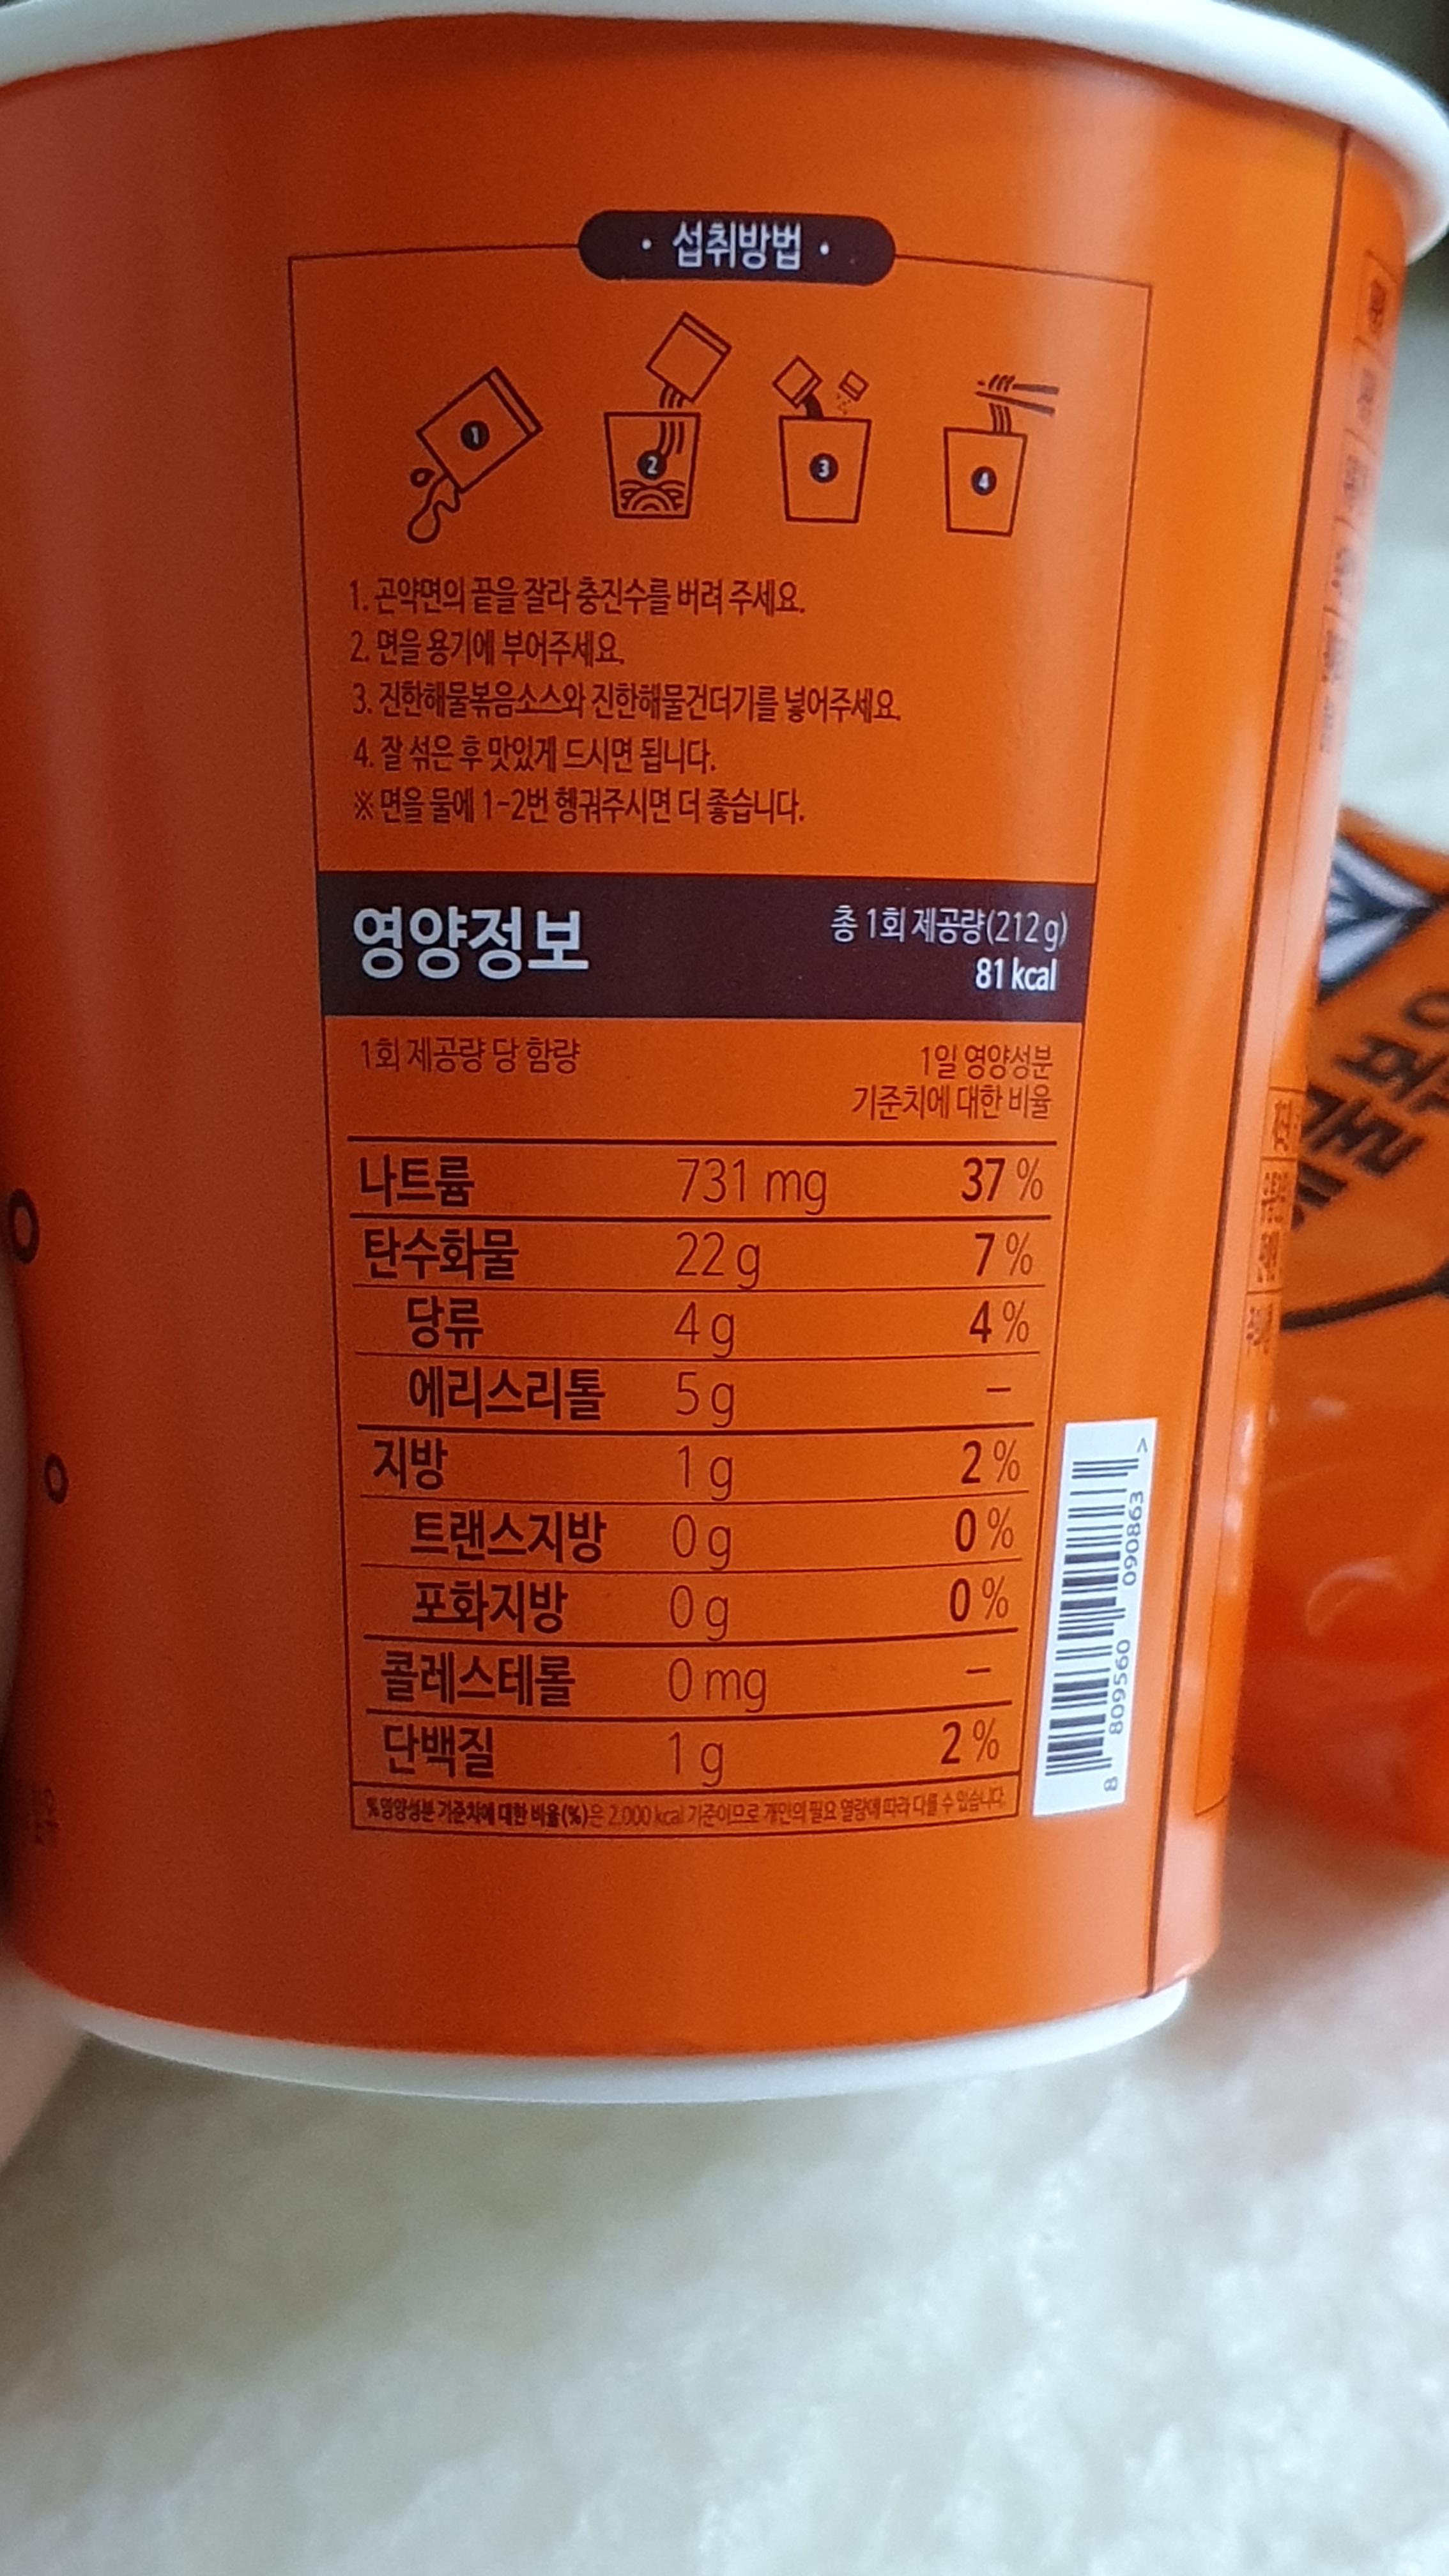 · 섭취방법 ·
1
2
3
4
1. 곤약면의 끝을 잘라 충진수를 버려 주세요.
2. 면을 용기에 부어주세요.
3. 진한해물볶음소스와 진한해물건더기를 넣어주세요.
4. 잘 섞은 후 맛있게 드시면 됩니다.
※ 면을 물에 1~2번 헹궈주시면 더 좋습니다.
영양정보 총 1회 제공량(212 g)
81 kcal
1회 제공량 당 함량 1일 영양성분
기준치에 대한 비율
나트륨 731 mg 37 %
탄수화물 22 g 7 %
당류 4 g 4 %
에리스리톨 5 g –
지방 1 g 2 %
트랜스지방 0 g 0 %
포화지방 0 g 0 %
콜레스테롤 0 mg –
단백질 1 g 2 %
% 영양성분 기준치에 대한 비율(%)은 2,000 kcal 기준이므로 개인의 필요 열량에 따라 다를 수 있습니다.
8 809560 090863 >